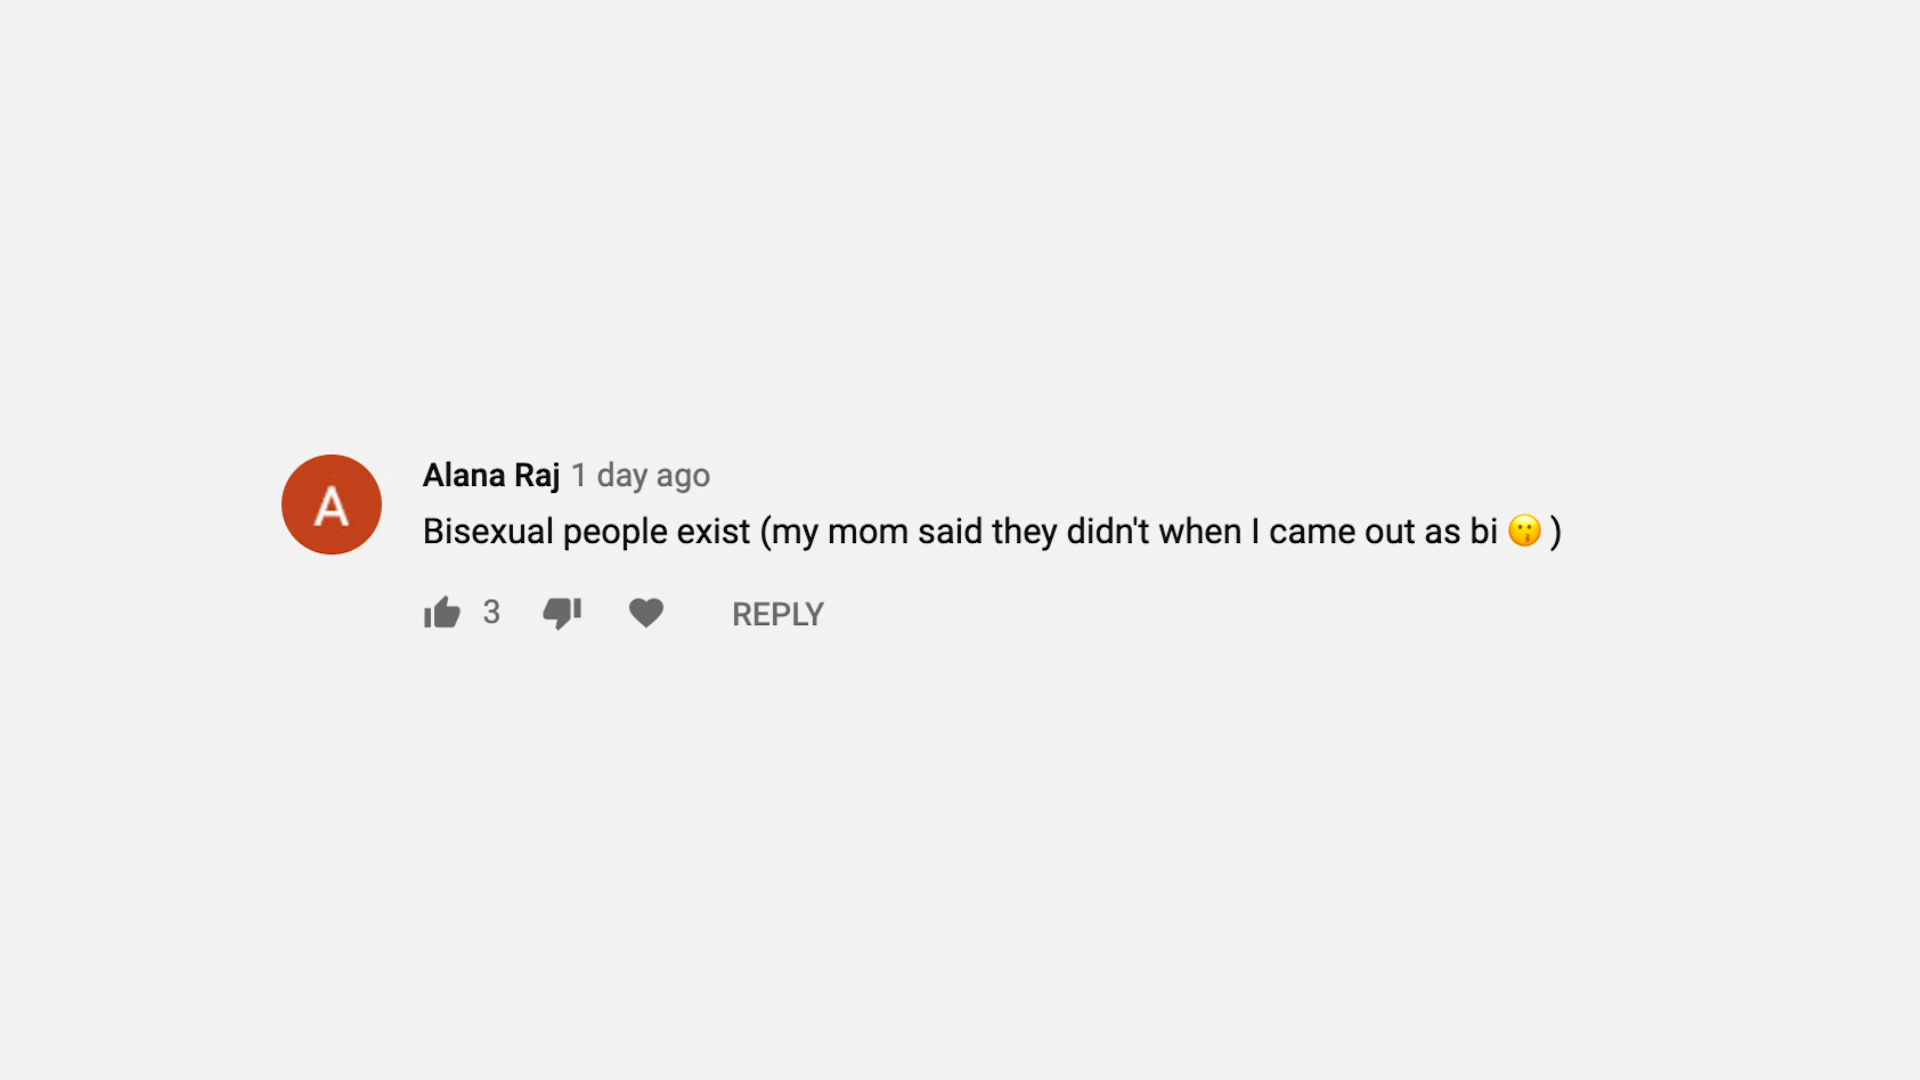 A
Alana Raj 1 day ago
Bisexual people exist (my mom said they didn't when I came out as bi 😗 )
3 REPLY